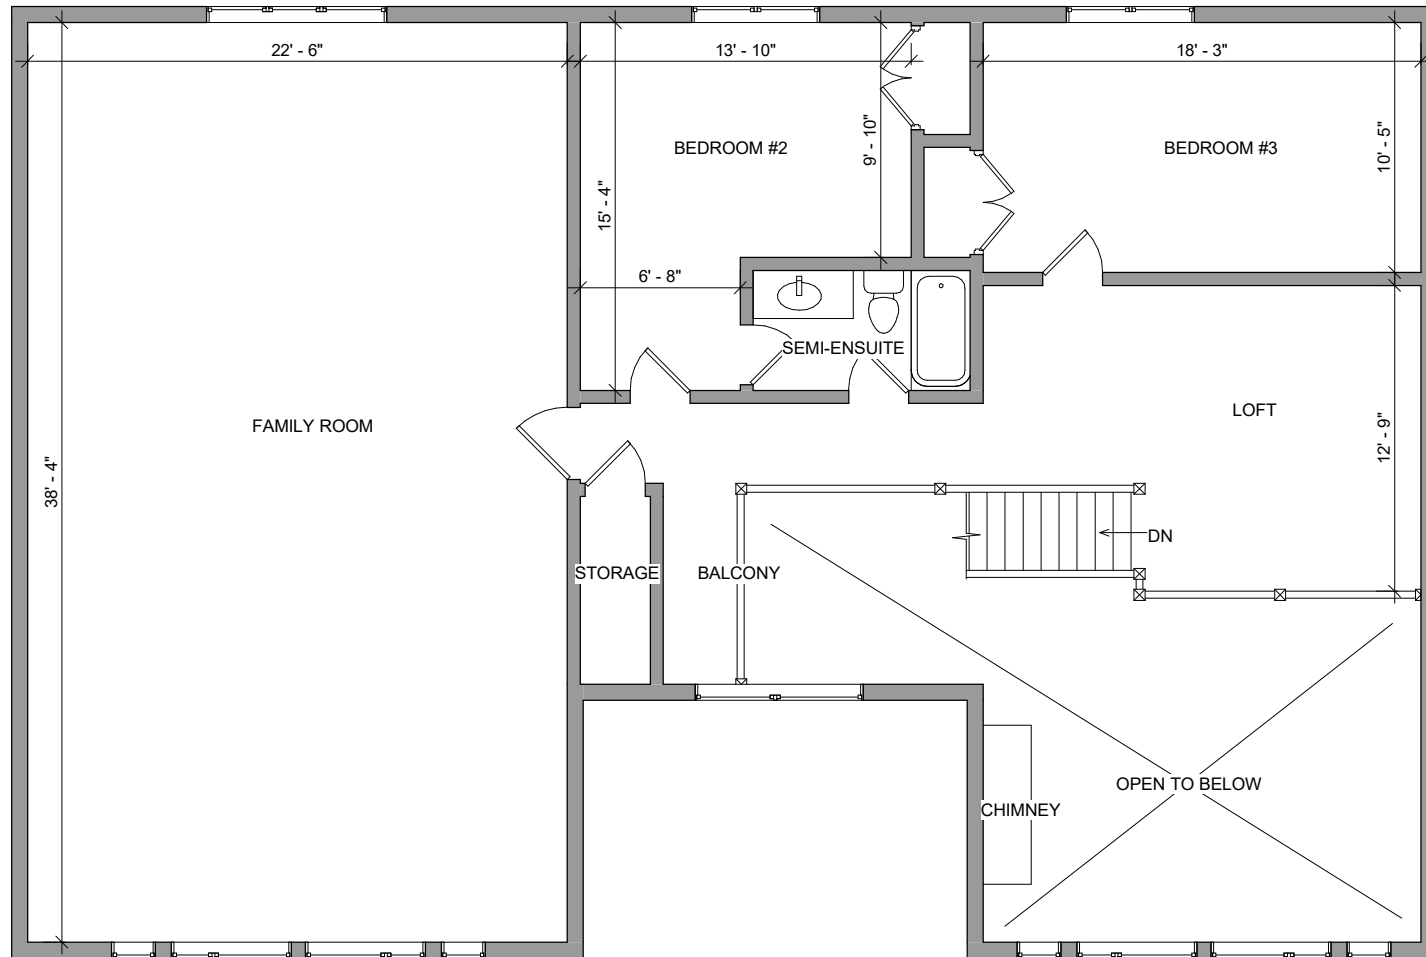 22' - 6"
13' - 10"
18' - 3"
BEDROOM #2
9' - 10"
BEDROOM #3
10' - 5"
15' - 4"
6' - 8"
SEMI-ENSUITE
FAMILY ROOM
LOFT
38' - 4"
12' - 9"
DN
STORAGE
BALCONY
OPEN TO BELOW
CHIMNEY